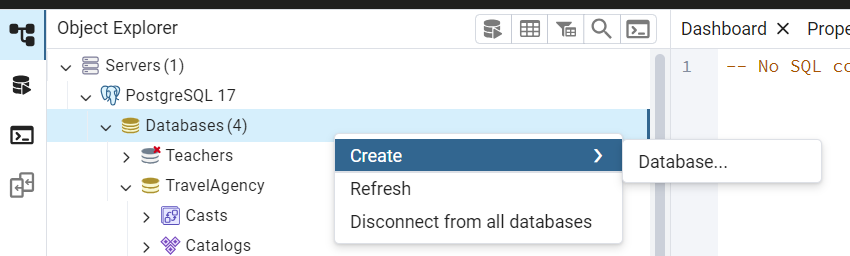 Object Explorer
Dashboard
Prope
Servers (1)
1 -- No SQL co
PostgreSQL 17
Databases (4)
Teachers
Create
Database...
TravelAgency
Refresh
Casts
Disconnect from all databases
Catalogs